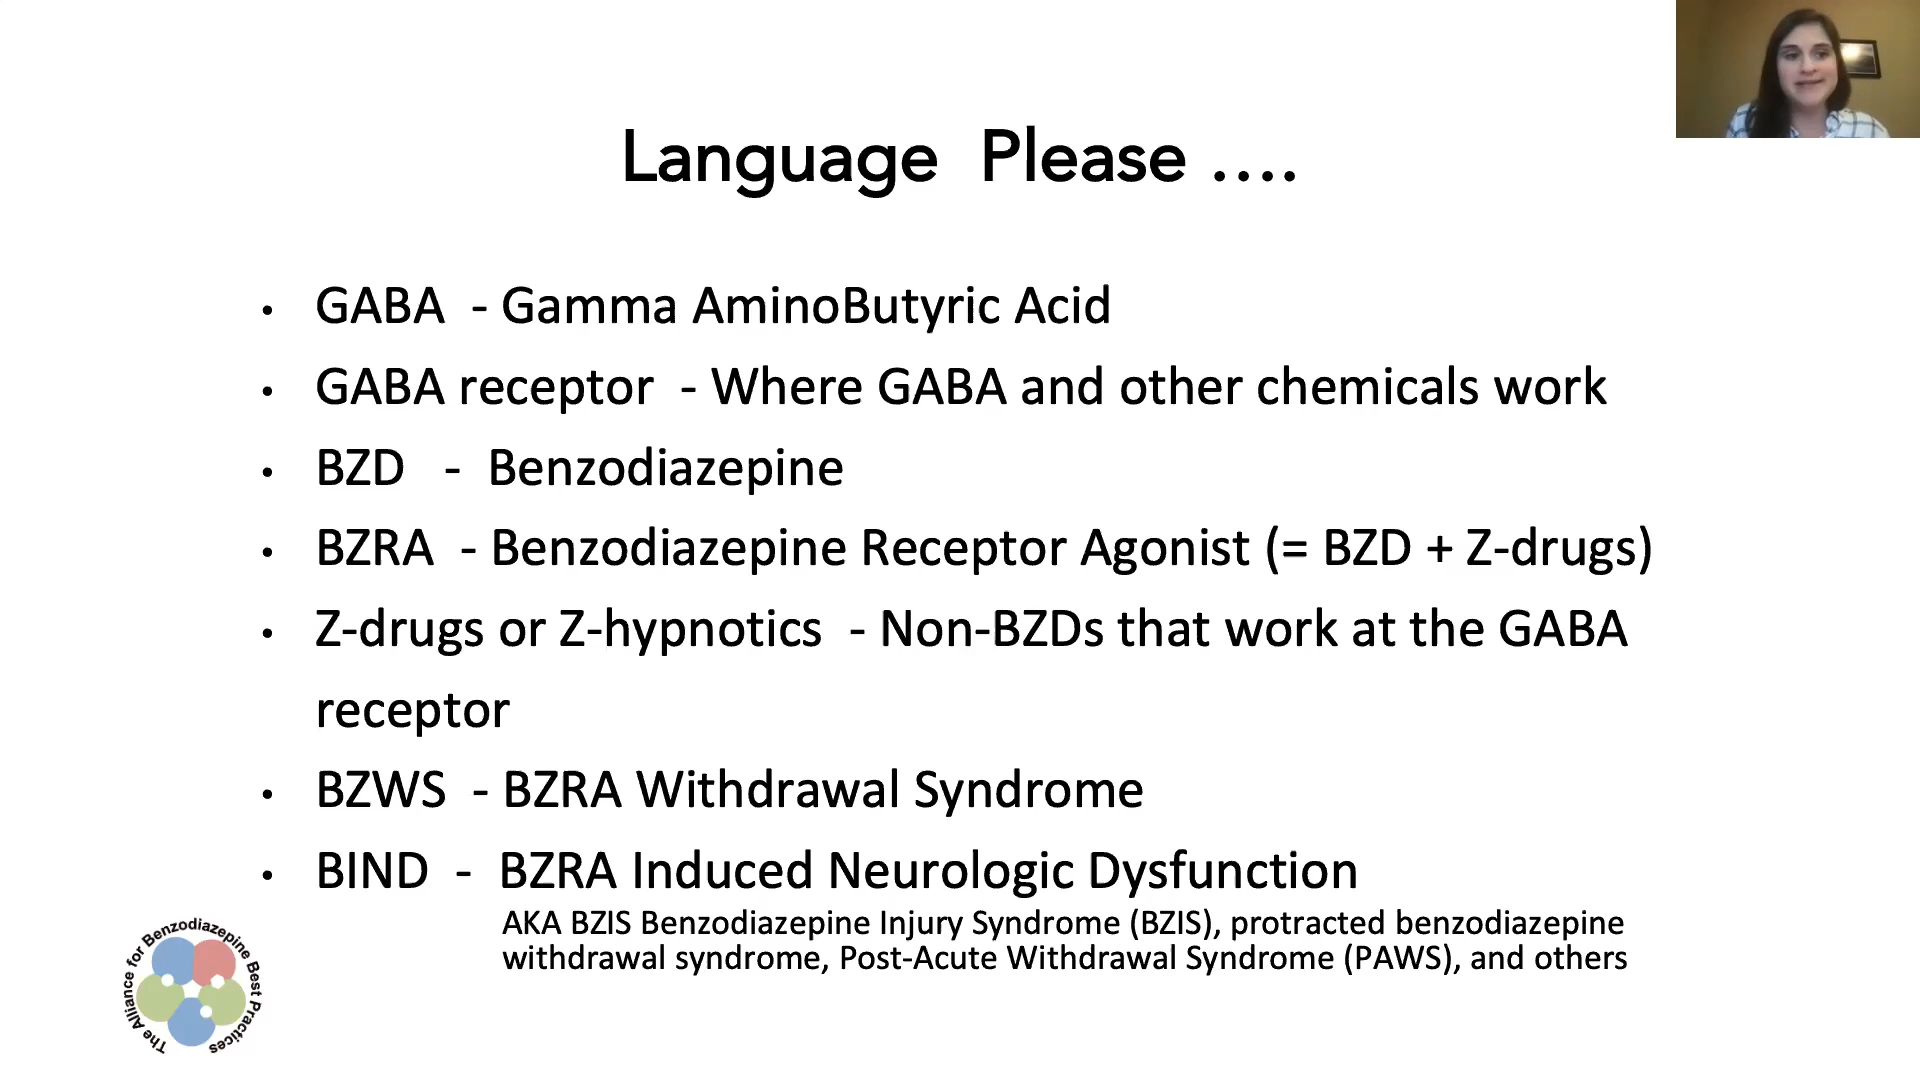 Language Please ....
• GABA - Gamma AminoButyric Acid
• GABA receptor - Where GABA and other chemicals work
• BZD - Benzodiazepine
• BZRA - Benzodiazepine Receptor Agonist (= BZD + Z-drugs)
• Z-drugs or Z-hypnotics - Non-BZDs that work at the GABA
receptor
• BZWS - BZRA Withdrawal Syndrome
• BIND - BZRA Induced Neurologic Dysfunction
AKA BZIS Benzodiazepine Injury Syndrome (BZIS), protracted benzodiazepine
withdrawal syndrome, Post-Acute Withdrawal Syndrome (PAWS), and others
The Alliance for Benzodiazepine Best Practices